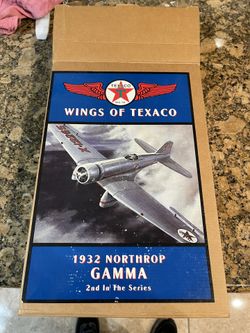 TEXACO
WINGS OF TEXACO
1932 NORTHROP
GAMMA
2nd In The Series